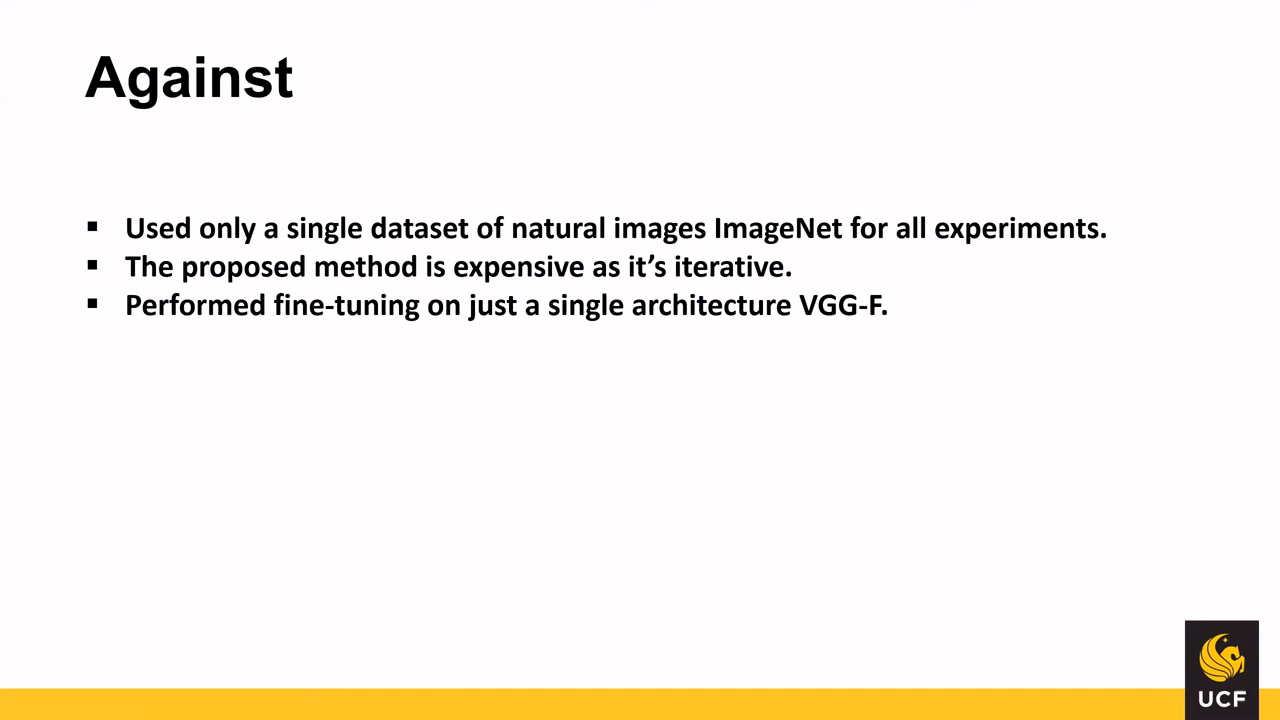 Against
▪ Used only a single dataset of natural images ImageNet for all experiments.
▪ The proposed method is expensive as it’s iterative.
▪ Performed fine-tuning on just a single architecture VGG-F.
UCF